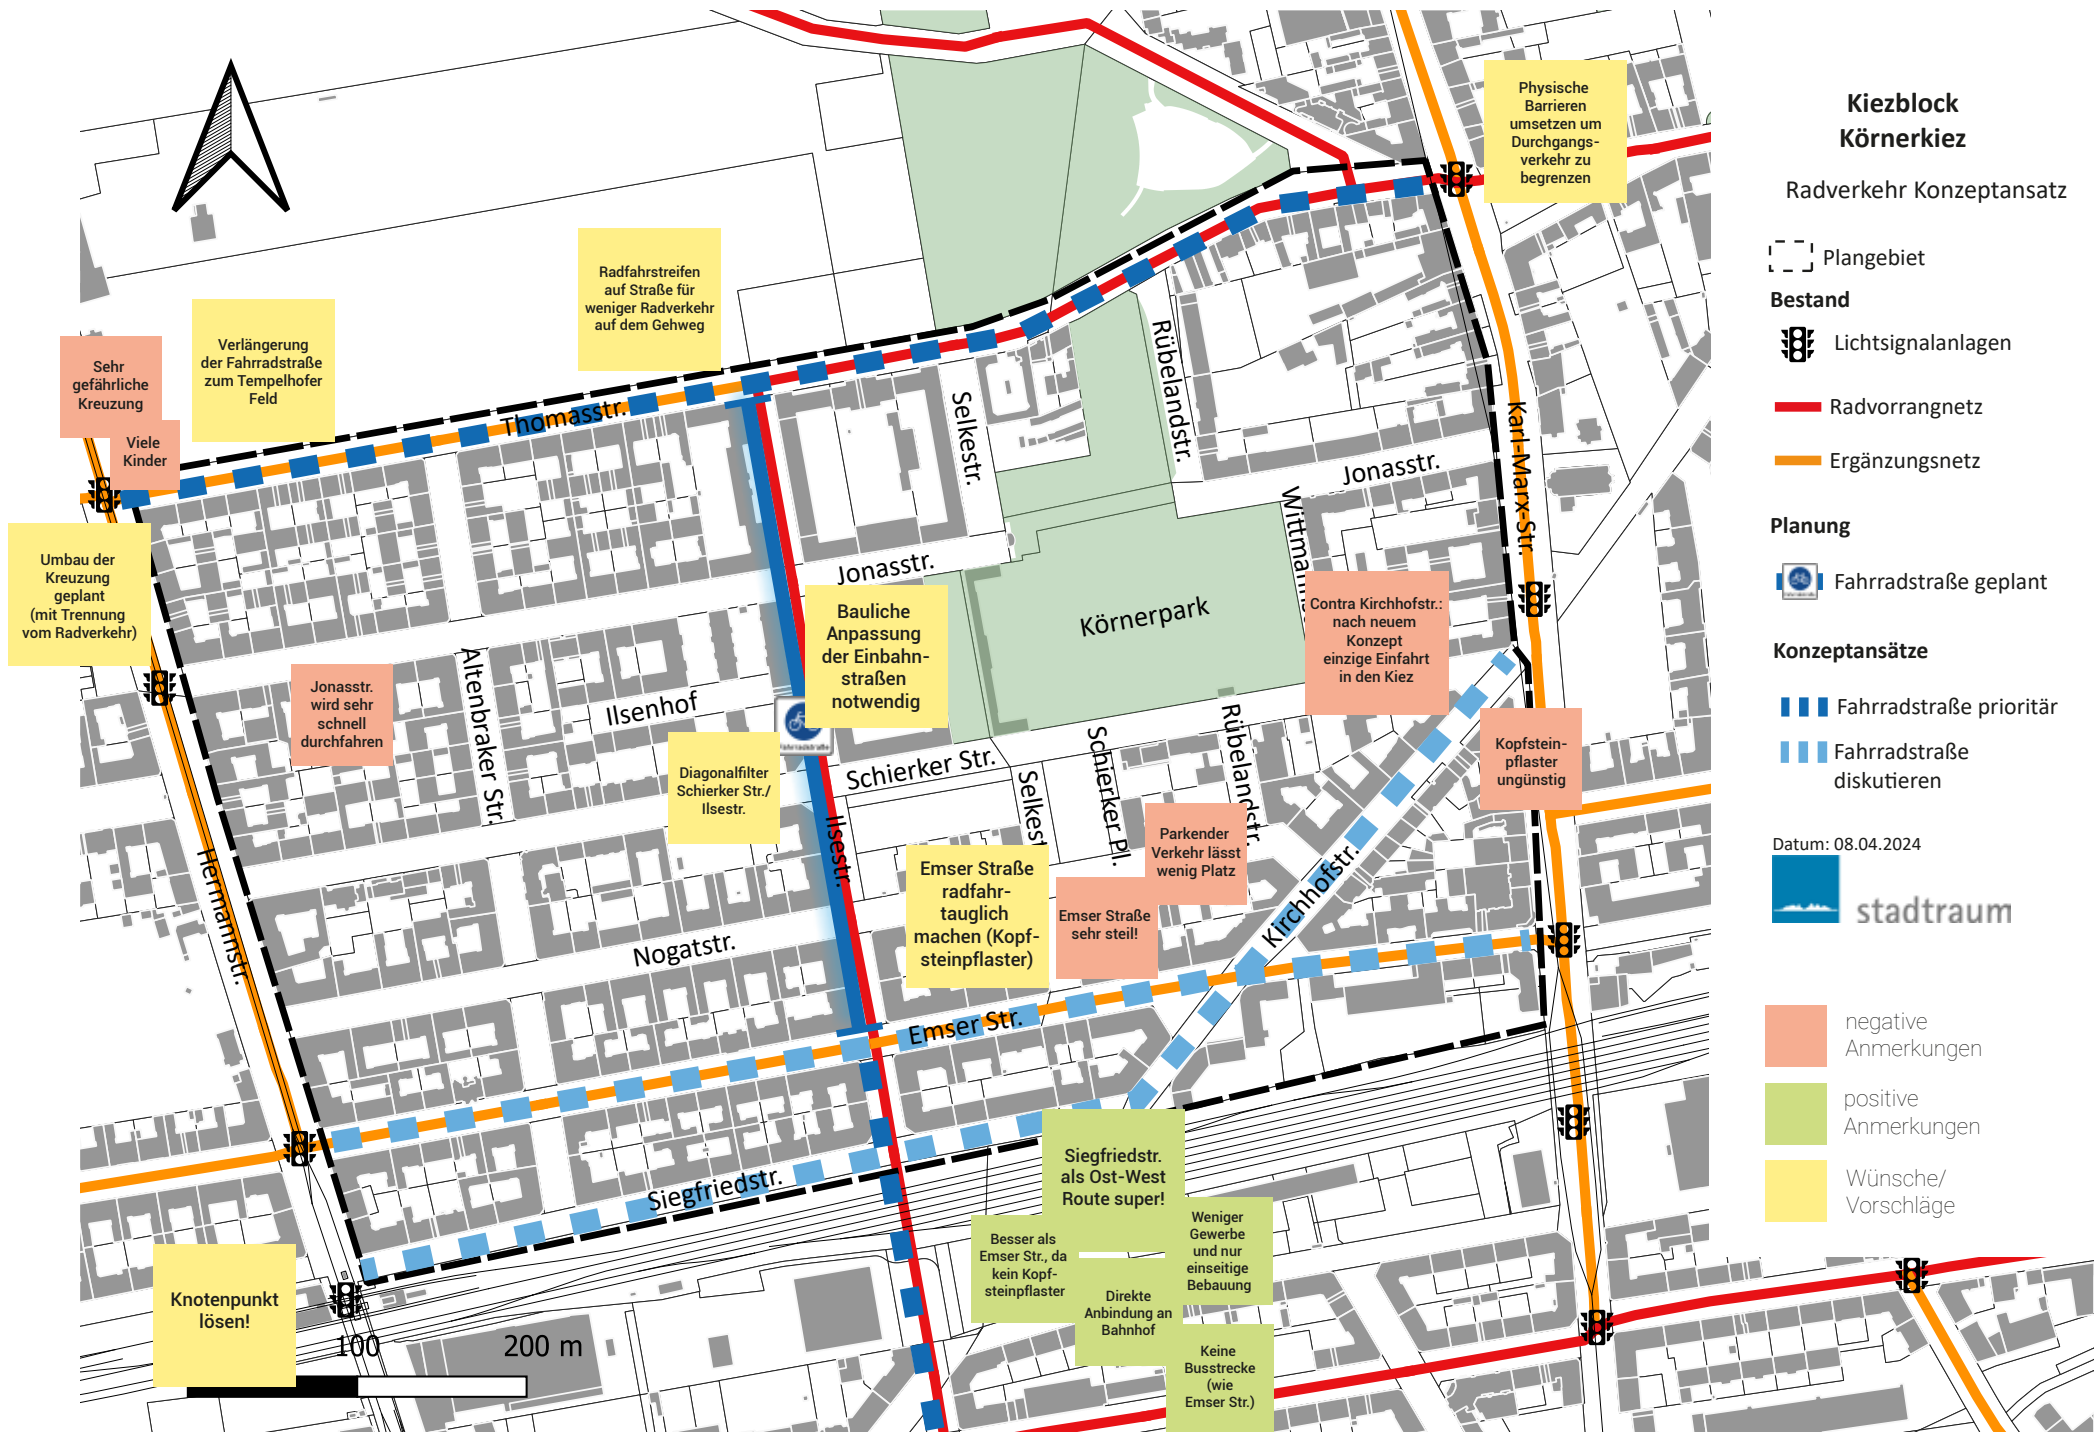 Physische
Barrieren
umsetzen um
Durchgangs-
verkehr zu
begrenzen
Radfahrstreifen
auf Straße für
weniger Radverkehr
auf dem Gehweg
Verlängerung
der Fahrradstraße
zum Tempelhofer
Feld
Sehr
gefährliche
Kreuzung
Viele
Kinder
Thomasstr.
Selkestr.
Rübelandstr.
Jonasstr.
Karl-Marx-Str.
Umbau der
Kreuzung
geplant
(mit Trennung
vom Radverkehr)
Jonasstr.
Bauliche
Anpassung
der Einbahn-
straßen
notwendig
Körnerpark
Contra Kirchhofstr.:
nach neuem
Konzept
einzige Einfahrt
in den Kiez
Jonasstr.
wird sehr
schnell
durchfahren
Altenbraker Str.
Ilsenhof
Fahrradstraße
Diagonalfilter
Schierker Str./
Ilsestr.
Schierker Str.
Schierker Pl.
Rübelandstr.
Kopfstein-
pflaster
ungünstig
Parkender
Verkehr lässt
wenig Platz
Ilsestr.
Hermannstr.
Emser Straße
radfahr-
tauglich
machen (Kopf-
steinpflaster)
Emser Straße
sehr steil!
Kirchhofstr.
Nogatstr.
Emser Str.
Siegfriedstr.
Siegfriedstr.
als Ost-West
Route super!
Besser als
Emser Str., da
kein Kopf-
steinpflaster
Weniger
Gewerbe
und nur
einseitige
Bebauung
Direkte
Anbindung an
Bahnhof
Keine
Busstrecke
(wie
Emser Str.)
Knotenpunkt
lösen!
100
200 m
Kiezblock
Körnerkiez
Radverkehr Konzeptansatz
Plangebiet
Bestand
Lichtsignalanlagen
Radvorrangnetz
Ergänzungsnetz
Planung
Fahrradstraße geplant
Konzeptansätze
Fahrradstraße prioritär
Fahrradstraße
diskutieren
Datum: 08.04.2024
stadtraum
negative
Anmerkungen
positive
Anmerkungen
Wünsche/
Vorschläge